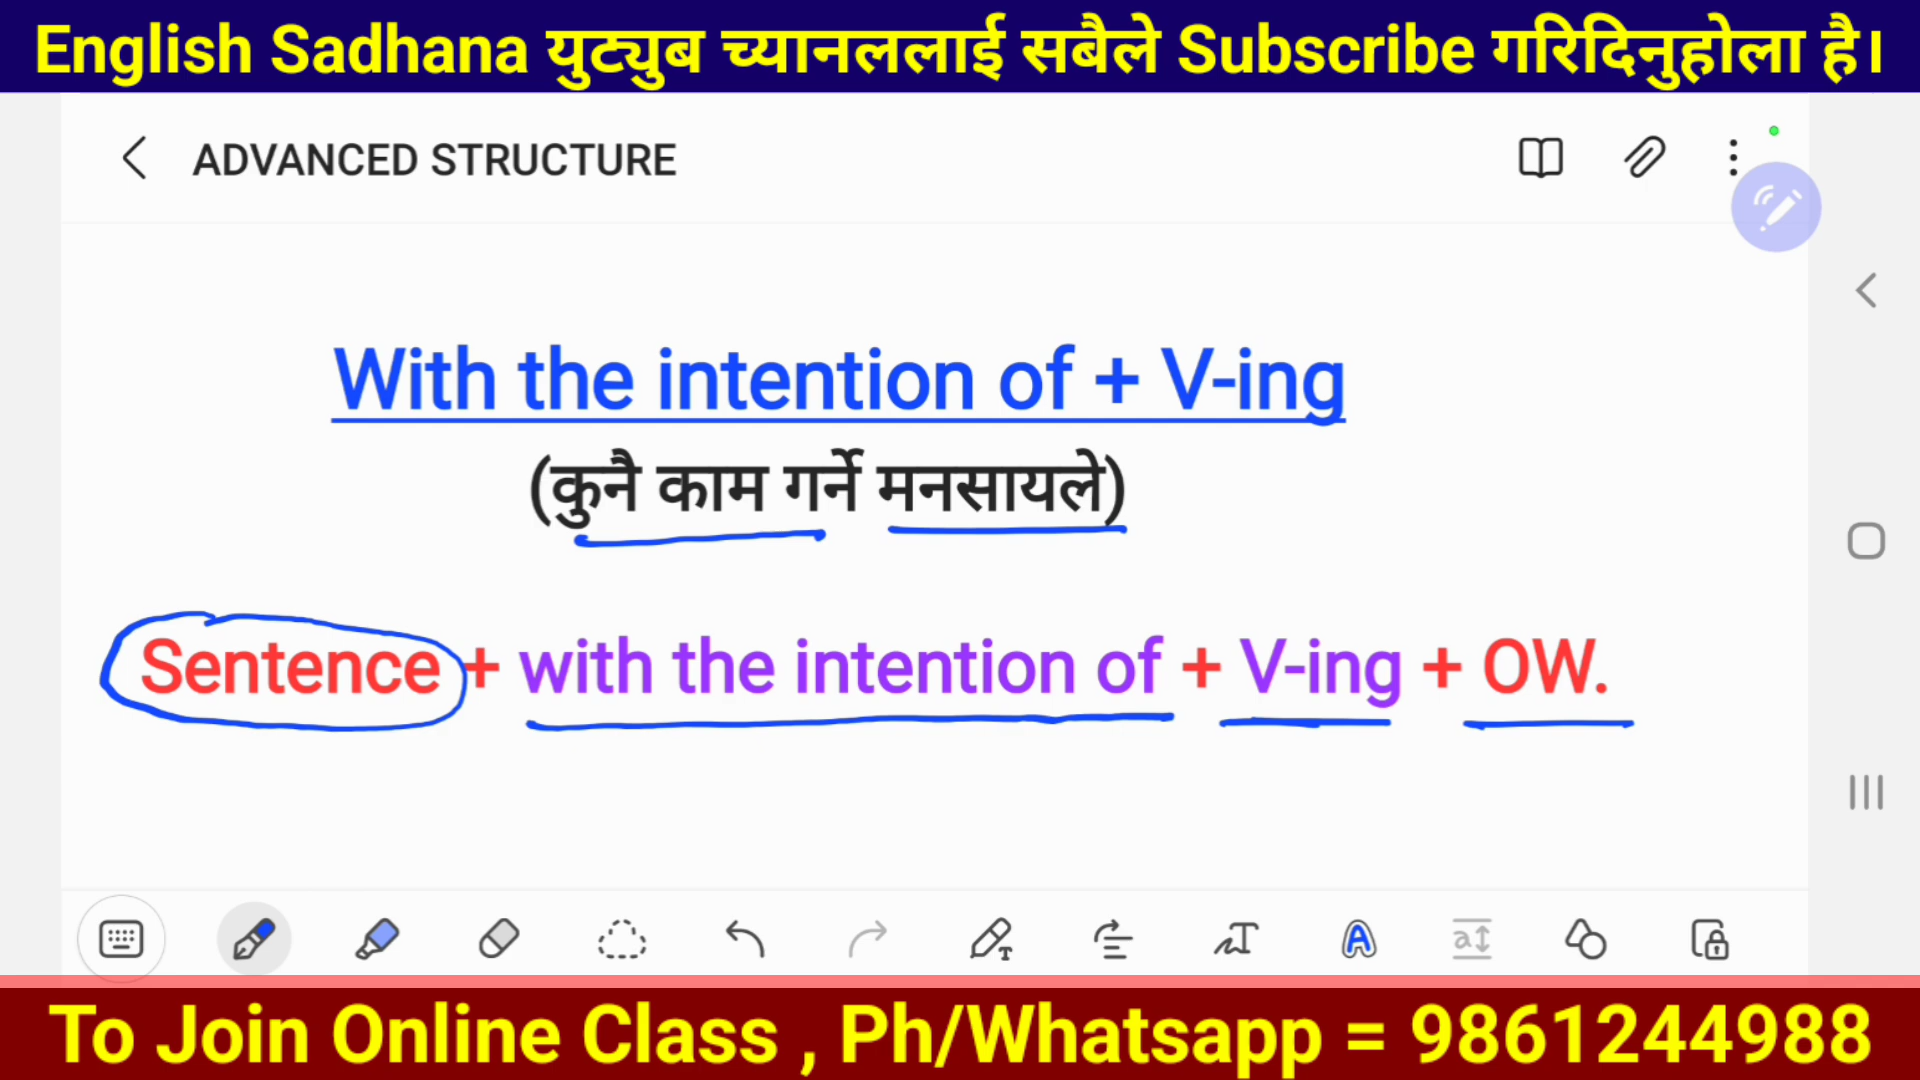 English Sadhana युट्युब च्यानललाई सबैले Subscribe गरिदिनुहोला है।
ADVANCED STRUCTURE
With the intention of + V-ing
(कुनै काम गर्ने मनसायले)
Sentence + with the intention of + V-ing + OW.
To Join Online Class , Ph/Whatsapp = 9861244988